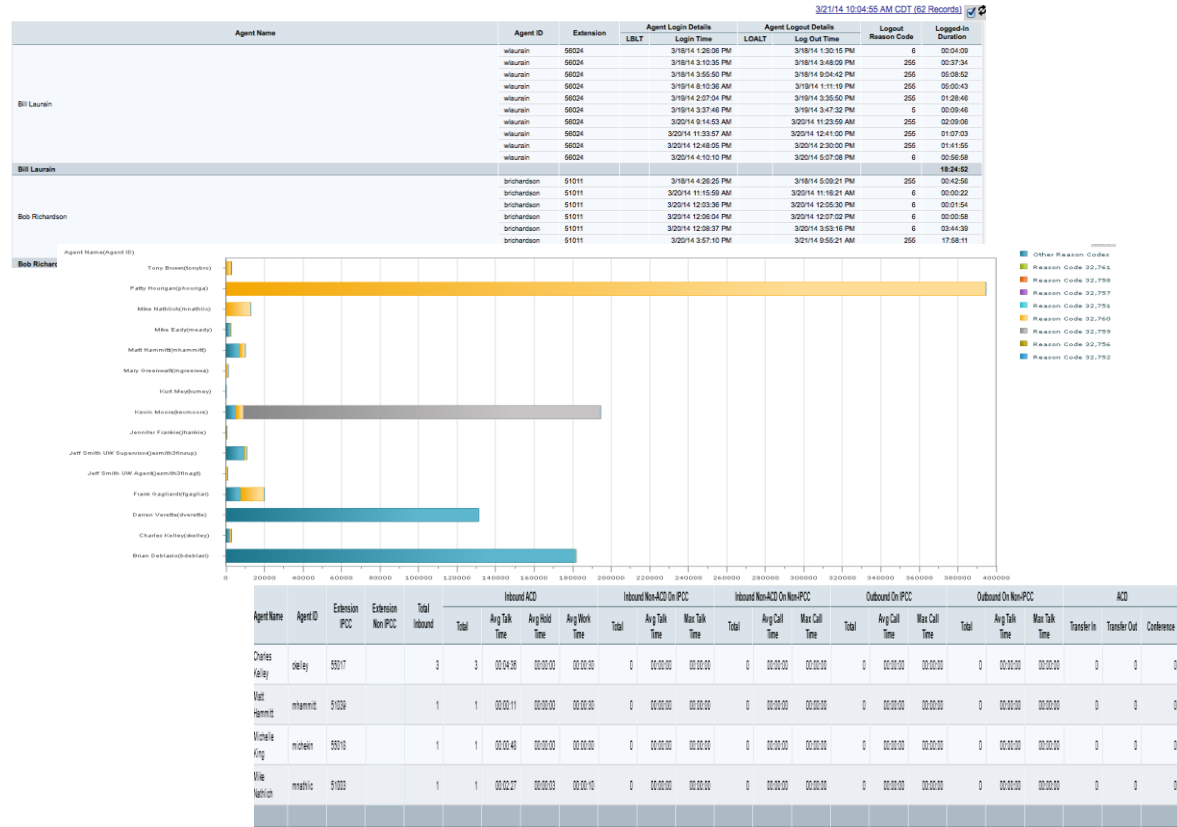 3/21/14 10:04:55 AM CDT (62 Records)
Agent Name Agent ID Extension Agent Login Details Agent Logout Details Logout Reason Code Logged-In Duration
LBLT Login Time LOALT Log Out Time
wlaurain 56024 3/18/14 1:26:06 PM 3/18/14 1:30:15 PM 6 00:04:09
wlaurain 56024 3/18/14 3:10:35 PM 3/18/14 3:48:09 PM 255 00:37:34
wlaurain 56024 3/18/14 3:55:50 PM 3/18/14 9:04:42 PM 255 05:08:52
wlaurain 56024 3/19/14 8:10:36 AM 3/19/14 1:11:19 PM 255 05:00:43
wlaurain 56024 3/19/14 2:07:04 PM 3/19/14 3:35:50 PM 255 01:28:46
Bill Laurain
wlaurain 56024 3/19/14 3:37:46 PM 3/19/14 3:47:32 PM 5 00:09:46
wlaurain 56024 3/20/14 9:14:53 AM 3/20/14 11:23:59 AM 255 02:09:06
wlaurain 56024 3/20/14 11:33:57 AM 3/20/14 12:41:00 PM 255 01:07:03
wlaurain 56024 3/20/14 12:48:05 PM 3/20/14 2:30:00 PM 255 01:41:55
wlaurain 56024 3/20/14 4:10:10 PM 3/20/14 5:07:08 PM 6 00:56:58
Bill Laurain 18:24:52
brichardson 51011 3/18/14 4:26:25 PM 3/18/14 5:09:21 PM 255 00:42:56
brichardson 51011 3/20/14 11:15:59 AM 3/20/14 11:16:21 AM 6 00:00:22
brichardson 51011 3/20/14 12:03:36 PM 3/20/14 12:05:30 PM 6 00:01:54
Bob Richardson
brichardson 51011 3/20/14 12:06:04 PM 3/20/14 12:07:02 PM 6 00:00:58
brichardson 51011 3/20/14 12:08:37 PM 3/20/14 3:53:16 PM 6 03:44:39
brichardson 51011 3/20/14 3:57:10 PM 3/21/14 9:55:21 AM 255 17:58:11
Bob Richar
Agent Name(Agent ID)
Tony Brown(tonybro)
Patty Hourigan(phouriga)
Mike Nathlich(mnathlic)
Mike Eady(meady)
Matt Hammitt(mhammitt)
Mary Greenwalt(mgreenwa)
Kurt Mey(kumey)
Kevin Moore(kevmoore)
Jennifer Frankie(jfrankie)
Jeff Smith UW Supervisor(jesmith3finsup)
Jeff Smith UW Agent(jesmith3finagt)
Frank Gagliardi(fgagliar)
Darren Verette(dverette)
Charles Kelley(ckelley)
Brian Deblasio(bdeblasi)
0 20000 40000 60000 80000 100000 120000 140000 160000 180000 200000 220000 240000 260000 280000 300000 320000 340000 360000 380000 400000
Other Reason Codes
Reason Code 32,761
Reason Code 32,758
Reason Code 32,757
Reason Code 32,751
Reason Code 32,760
Reason Code 32,759
Reason Code 32,756
Reason Code 32,752
Inbound ACD Inbound Non-ACD On IPCC Inbound Non-ACD On Non-IPCC Outbound On IPCC Outbound On Non-IPCC ACD
Agent Name Agent ID Extension IPCC Extension Non IPCC Total Inbound Total Avg Talk Time Avg Hold Time Avg Work Time Total Avg Talk Time Max Talk Time Total Avg Call Time Max Call Time Total Avg Call Time Max Call Time Total Avg Talk Time Max Talk Time Transfer In Transfer Out Conference
Charles Kelley ckelley 55017 3 3 00:04:36 00:00:00 00:00:30 0 00:00:00 00:00:00 0 00:00:00 00:00:00 0 00:00:00 00:00:00 0 00:00:00 00:00:00 0 0 0
Matt Hammitt mhammitt 51039 1 1 00:00:11 00:00:00 00:00:30 0 00:00:00 00:00:00 0 00:00:00 00:00:00 0 00:00:00 00:00:00 0 00:00:00 00:00:00 0 0 0
Michelle King michekin 55018 1 1 00:00:48 00:00:00 00:00:00 0 00:00:00 00:00:00 0 00:00:00 00:00:00 0 00:00:00 00:00:00 0 00:00:00 00:00:00 0 0 0
Mike Nathlich mnathlic 51003 1 1 00:02:27 00:00:03 00:00:10 0 00:00:00 00:00:00 0 00:00:00 00:00:00 0 00:00:00 00:00:00 0 00:00:00 00:00:00 0 0 0